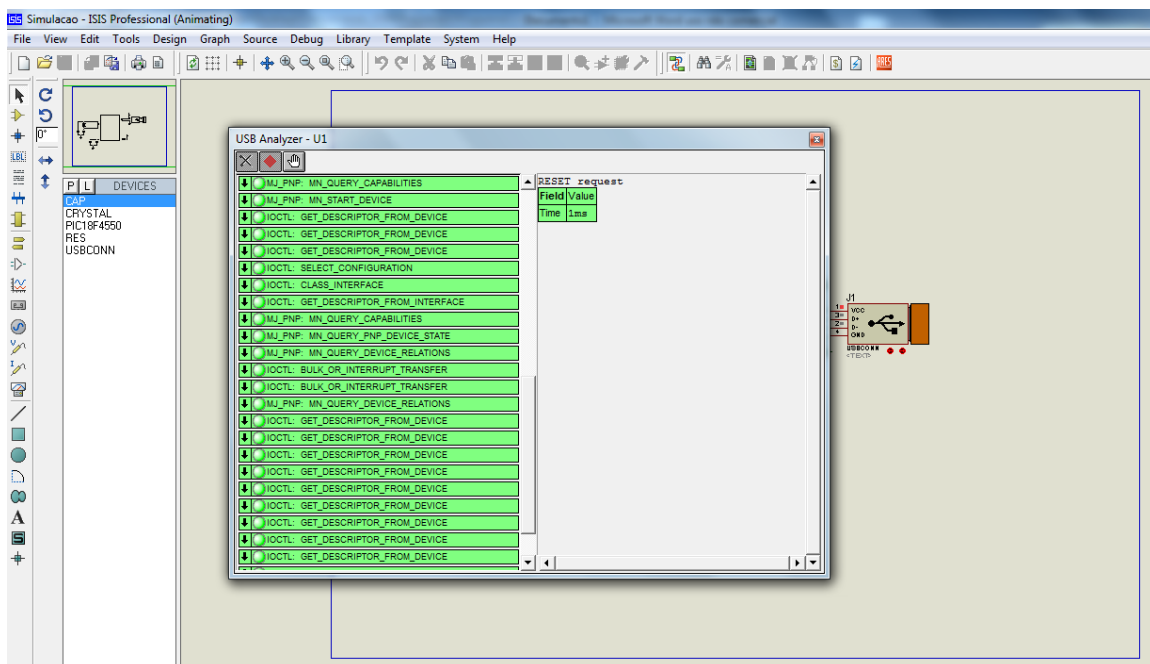 Simulacao - ISIS Professional (Animating)
File View Edit Tools Design Graph Source Debug Library Template System Help
ARES
0°
LBL
P L DEVICES
CAP
CRYSTAL
PIC18F4550
RES
USBCONN
A
S
USB Analyzer - U1
MJ_PNP: MN_QUERY_CAPABILITIES
MJ_PNP: MN_START_DEVICE
IOCTL: GET_DESCRIPTOR_FROM_DEVICE
IOCTL: GET_DESCRIPTOR_FROM_DEVICE
IOCTL: GET_DESCRIPTOR_FROM_DEVICE
IOCTL: SELECT_CONFIGURATION
IOCTL: CLASS_INTERFACE
IOCTL: GET_DESCRIPTOR_FROM_INTERFACE
MJ_PNP: MN_QUERY_CAPABILITIES
MJ_PNP: MN_QUERY_PNP_DEVICE_STATE
MJ_PNP: MN_QUERY_DEVICE_RELATIONS
IOCTL: BULK_OR_INTERRUPT_TRANSFER
IOCTL: BULK_OR_INTERRUPT_TRANSFER
MJ_PNP: MN_QUERY_DEVICE_RELATIONS
IOCTL: GET_DESCRIPTOR_FROM_DEVICE
IOCTL: GET_DESCRIPTOR_FROM_DEVICE
IOCTL: GET_DESCRIPTOR_FROM_DEVICE
IOCTL: GET_DESCRIPTOR_FROM_DEVICE
IOCTL: GET_DESCRIPTOR_FROM_DEVICE
IOCTL: GET_DESCRIPTOR_FROM_DEVICE
IOCTL: GET_DESCRIPTOR_FROM_DEVICE
IOCTL: GET_DESCRIPTOR_FROM_DEVICE
IOCTL: GET_DESCRIPTOR_FROM_DEVICE
RESET request
Field Value
Time 1ms
J1
1 VCC
3 D+
2 D-
4 GND
USBCONN
<TEXT>